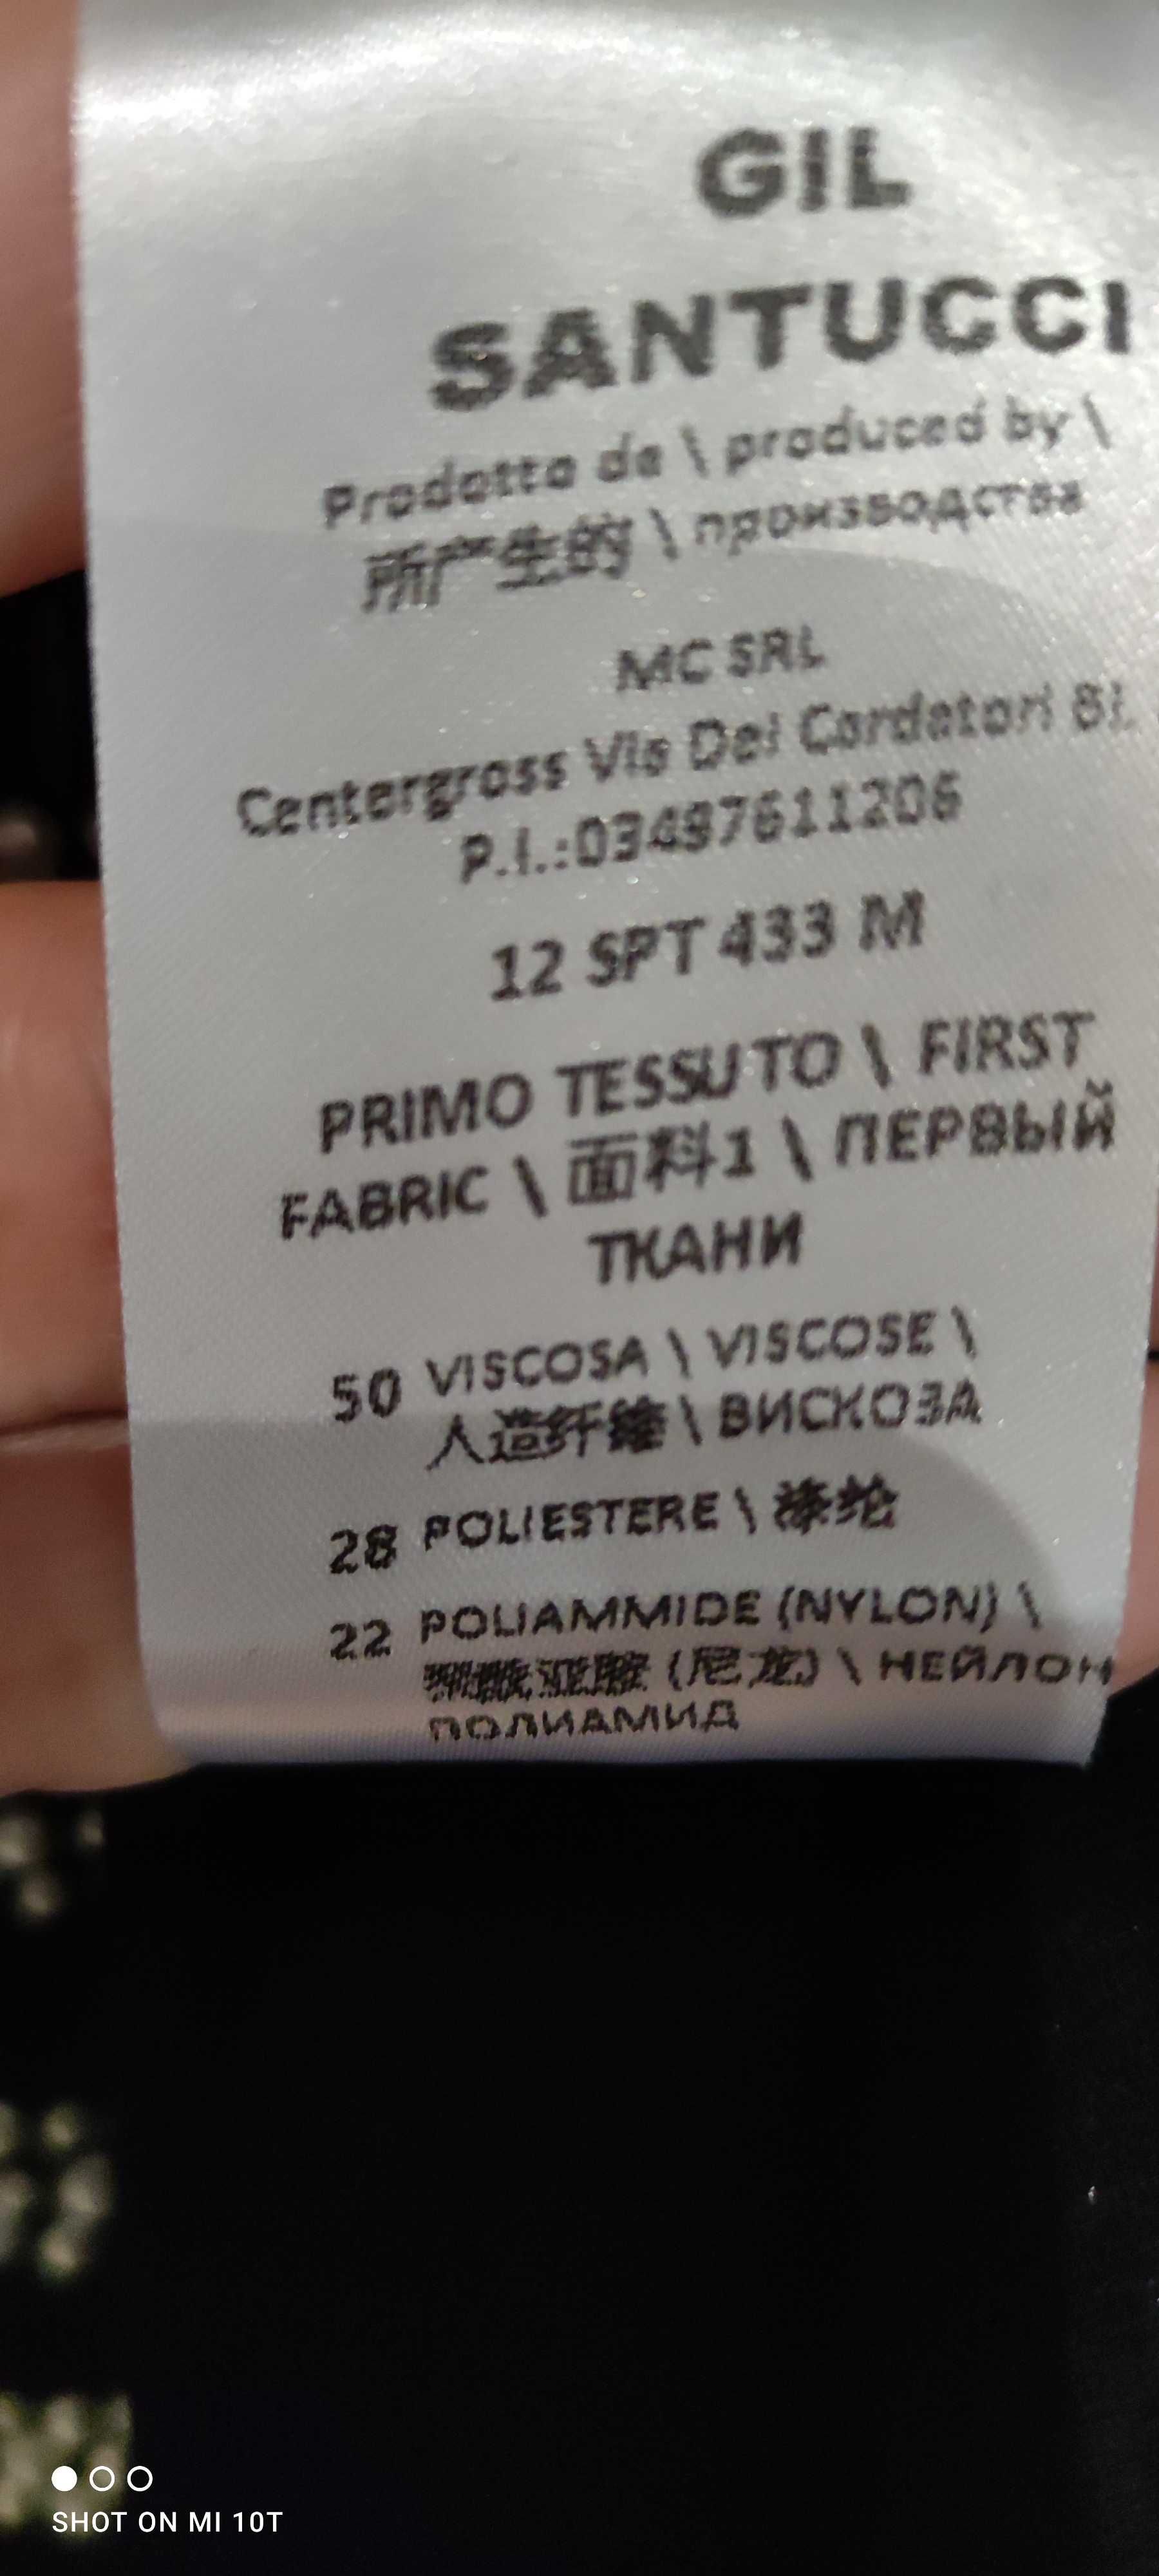 GIL
SANTUCCI
Prodotto da \ produced by \
所产生的 \ производства
MC SRL
Centergross Via Dei Cardatori Bl.
P.I.:03497611206
12 SPT 433 M
PRIMO TESSUTO \ FIRST
FABRIC \ 面料1 \ ПЕРВЫЙ
ТКАНИ
50 VISCOSA \ VISCOSE \
人造纤维 \ ВИСКОЗА
28 POLIESTERE \ 涤纶
22 POLIAMMIDE (NYLON) \
(尼龙) \ НЕЙЛОН
ПОЛИАМИД
SHOT ON MI 10T